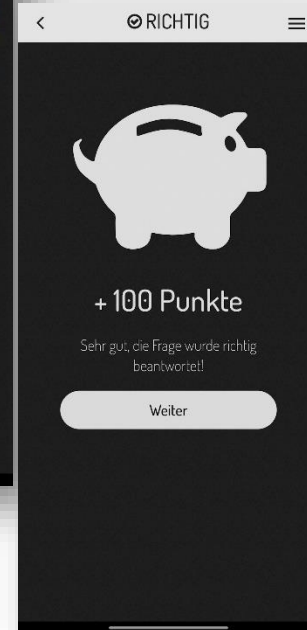 RICHTIG
+ 100 Punkte
Sehr gut, die Frage wurde richtig
beantwortet!
Weiter